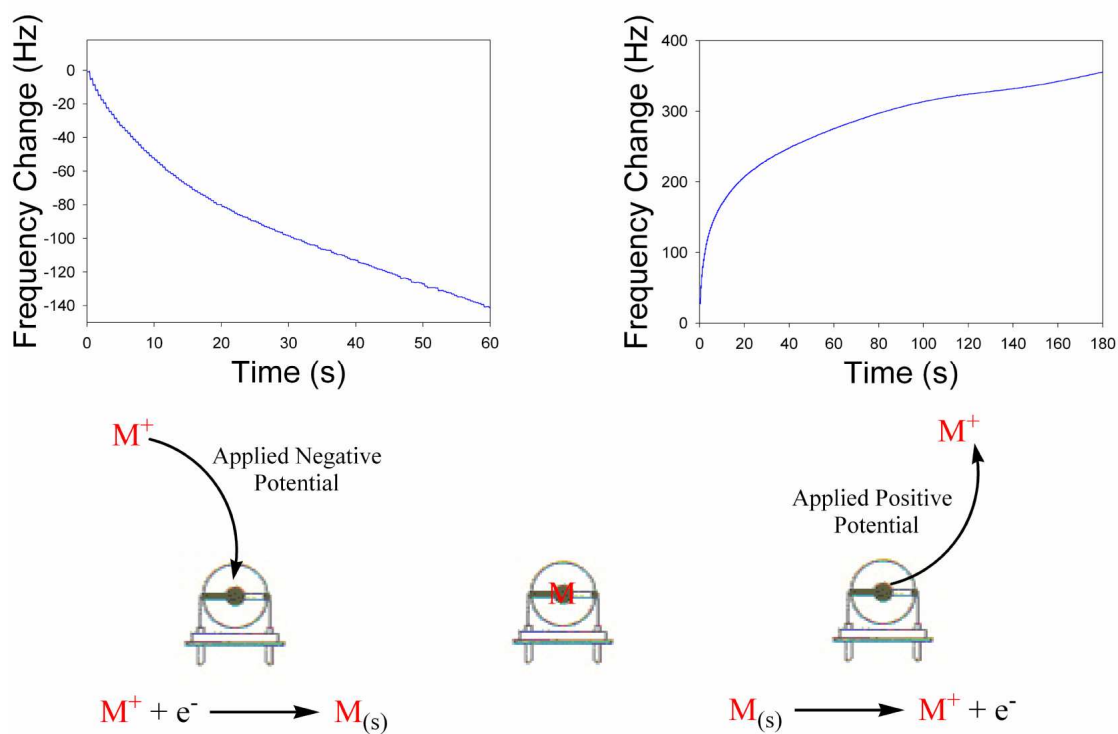 Frequency Change (Hz)
0
-20
-40
-60
-80
-100
-120
-140
0 10 20 30 40 50 60
Time (s)
Frequency Change (Hz)
400
300
200
100
0
0 20 40 60 80 100 120 140 160 180
Time (s)
M⁺
Applied Negative
Potential
M
M⁺
Applied Positive
Potential
M⁺ + e⁻ ⟶ M₍s₎
M₍s₎ ⟶ M⁺ + e⁻